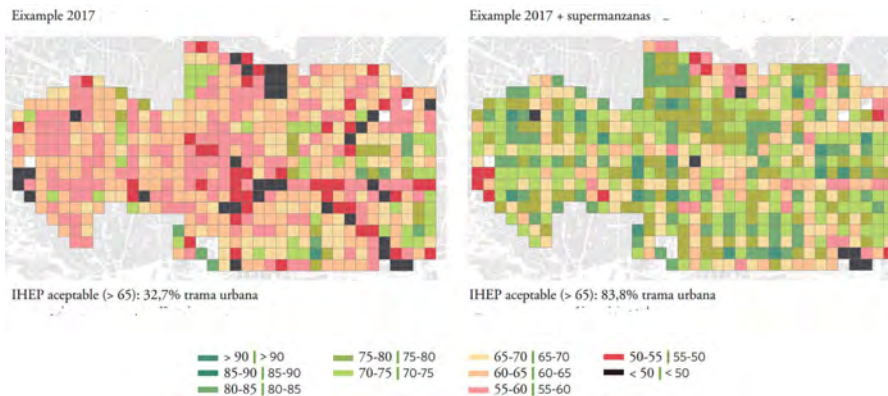 Eixample 2017
Eixample 2017 + supermanzanas
IHEP aceptable (> 65): 32,7% trama urbana
IHEP aceptable (> 65): 83,8% trama urbana
> 90 | > 90
85-90 | 85-90
80-85 | 80-85
75-80 | 75-80
70-75 | 70-75
65-70 | 65-70
60-65 | 60-65
55-60 | 55-60
50-55 | 55-50
< 50 | < 50